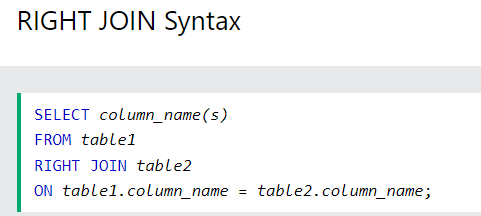 RIGHT JOIN Syntax
SELECT column_name(s)
FROM table1
RIGHT JOIN table2
ON table1.column_name = table2.column_name;